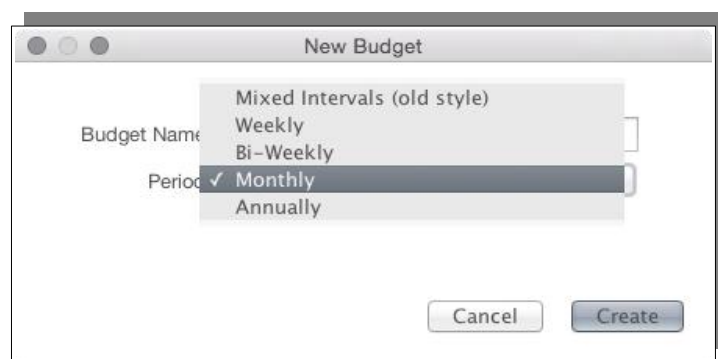 New Budget
Mixed Intervals (old style)
Budget Name
Weekly
Bi-Weekly
Period ✓ Monthly
Annually
Cancel
Create